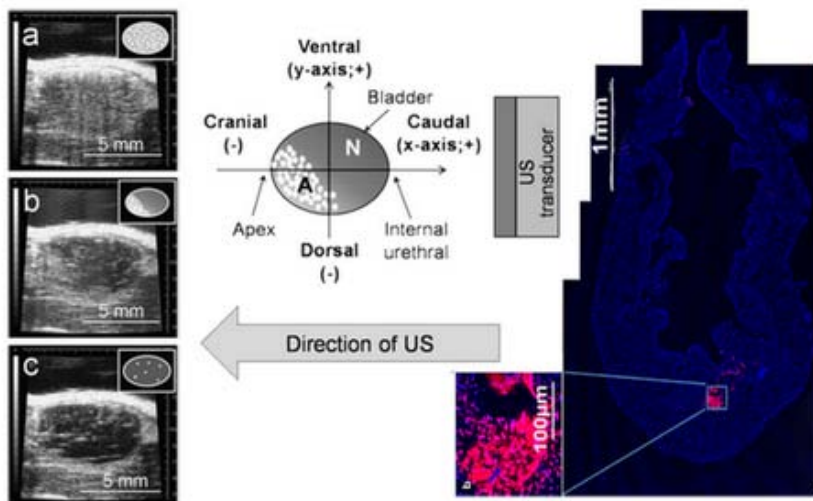 a
5 mm
b
5 mm
c
5 mm
Ventral
(y-axis;+)
Bladder
Cranial
(-)
Caudal
(x-axis;+)
N
A
Apex
Internal
urethral
Dorsal
(-)
US
transducer
Direction of US
1mm
100μm
b